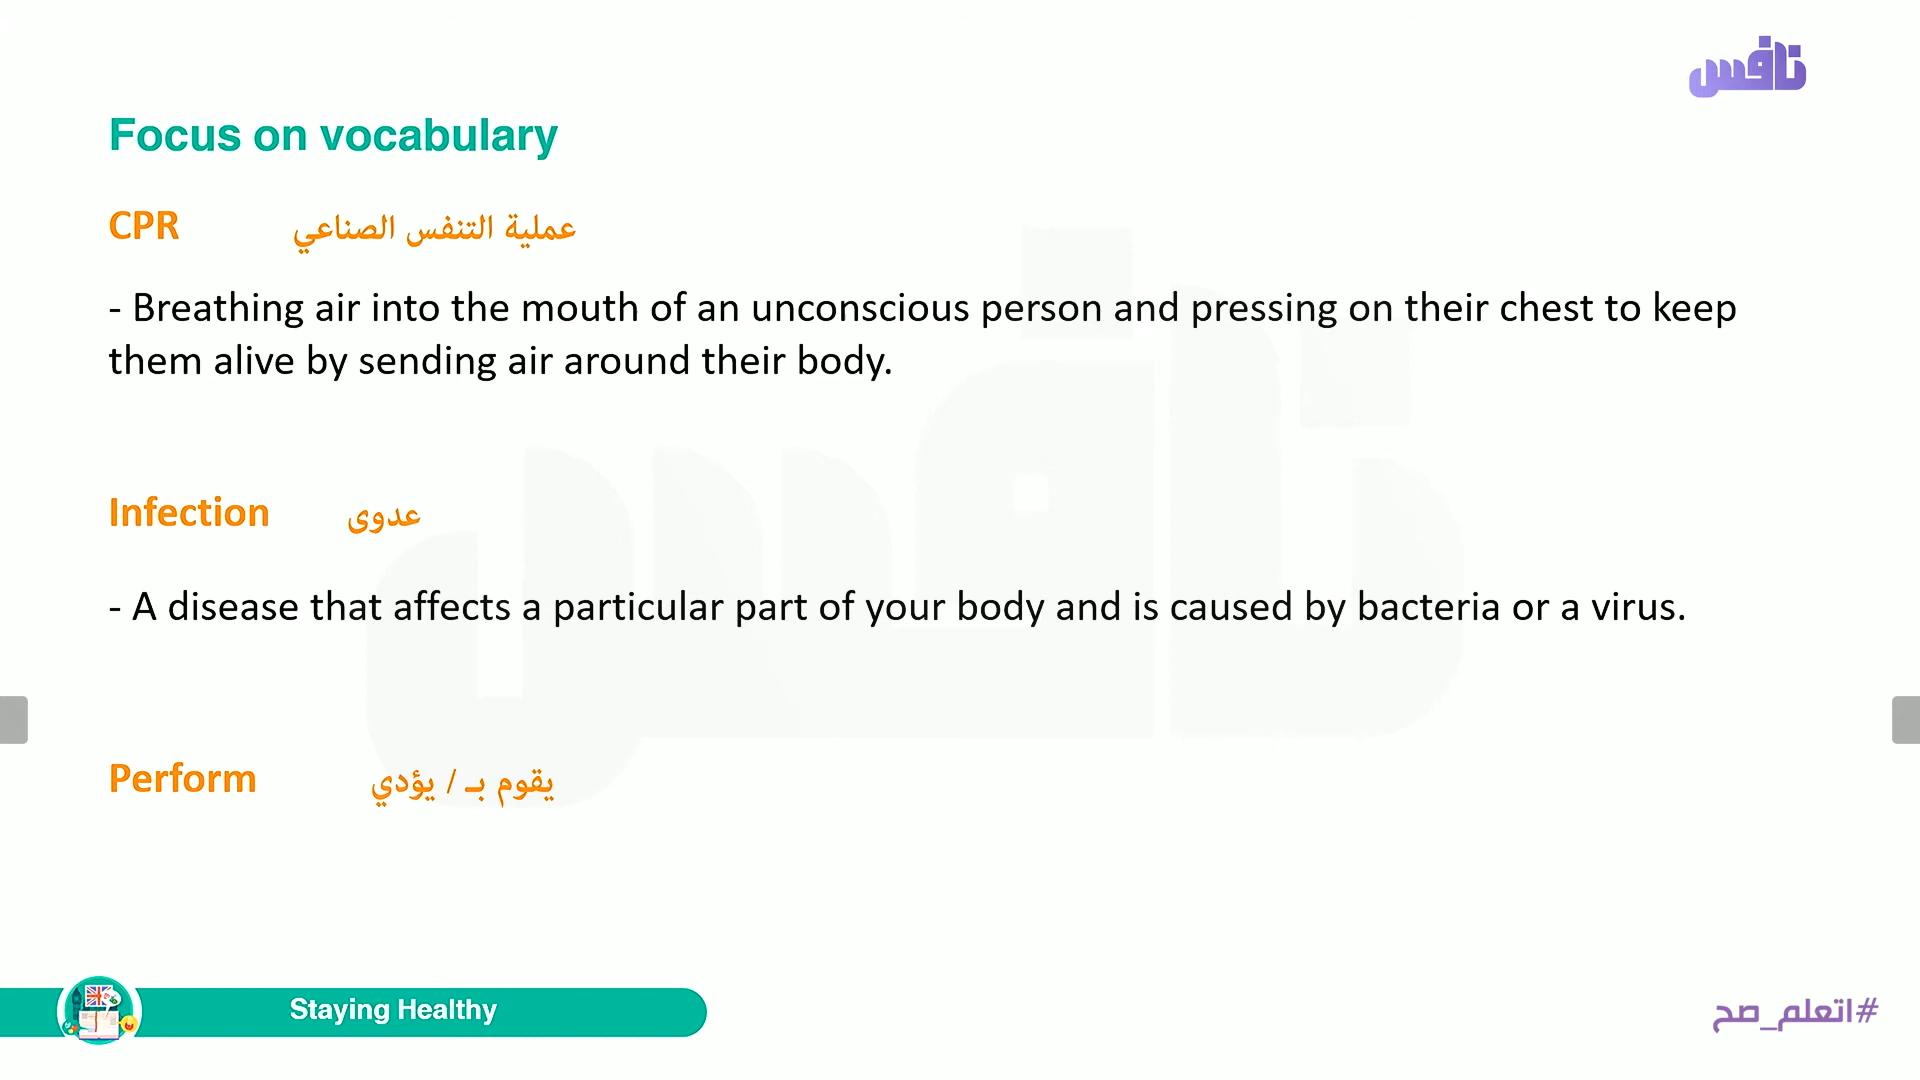 نافس
Focus on vocabulary
CPR عملية التنفس الصناعي
- Breathing air into the mouth of an unconscious person and pressing on their chest to keep
them alive by sending air around their body.
Infection عدوى
- A disease that affects a particular part of your body and is caused by bacteria or a virus.
Perform يقوم بـ / يؤدي
Staying Healthy
#اتعلم_صح